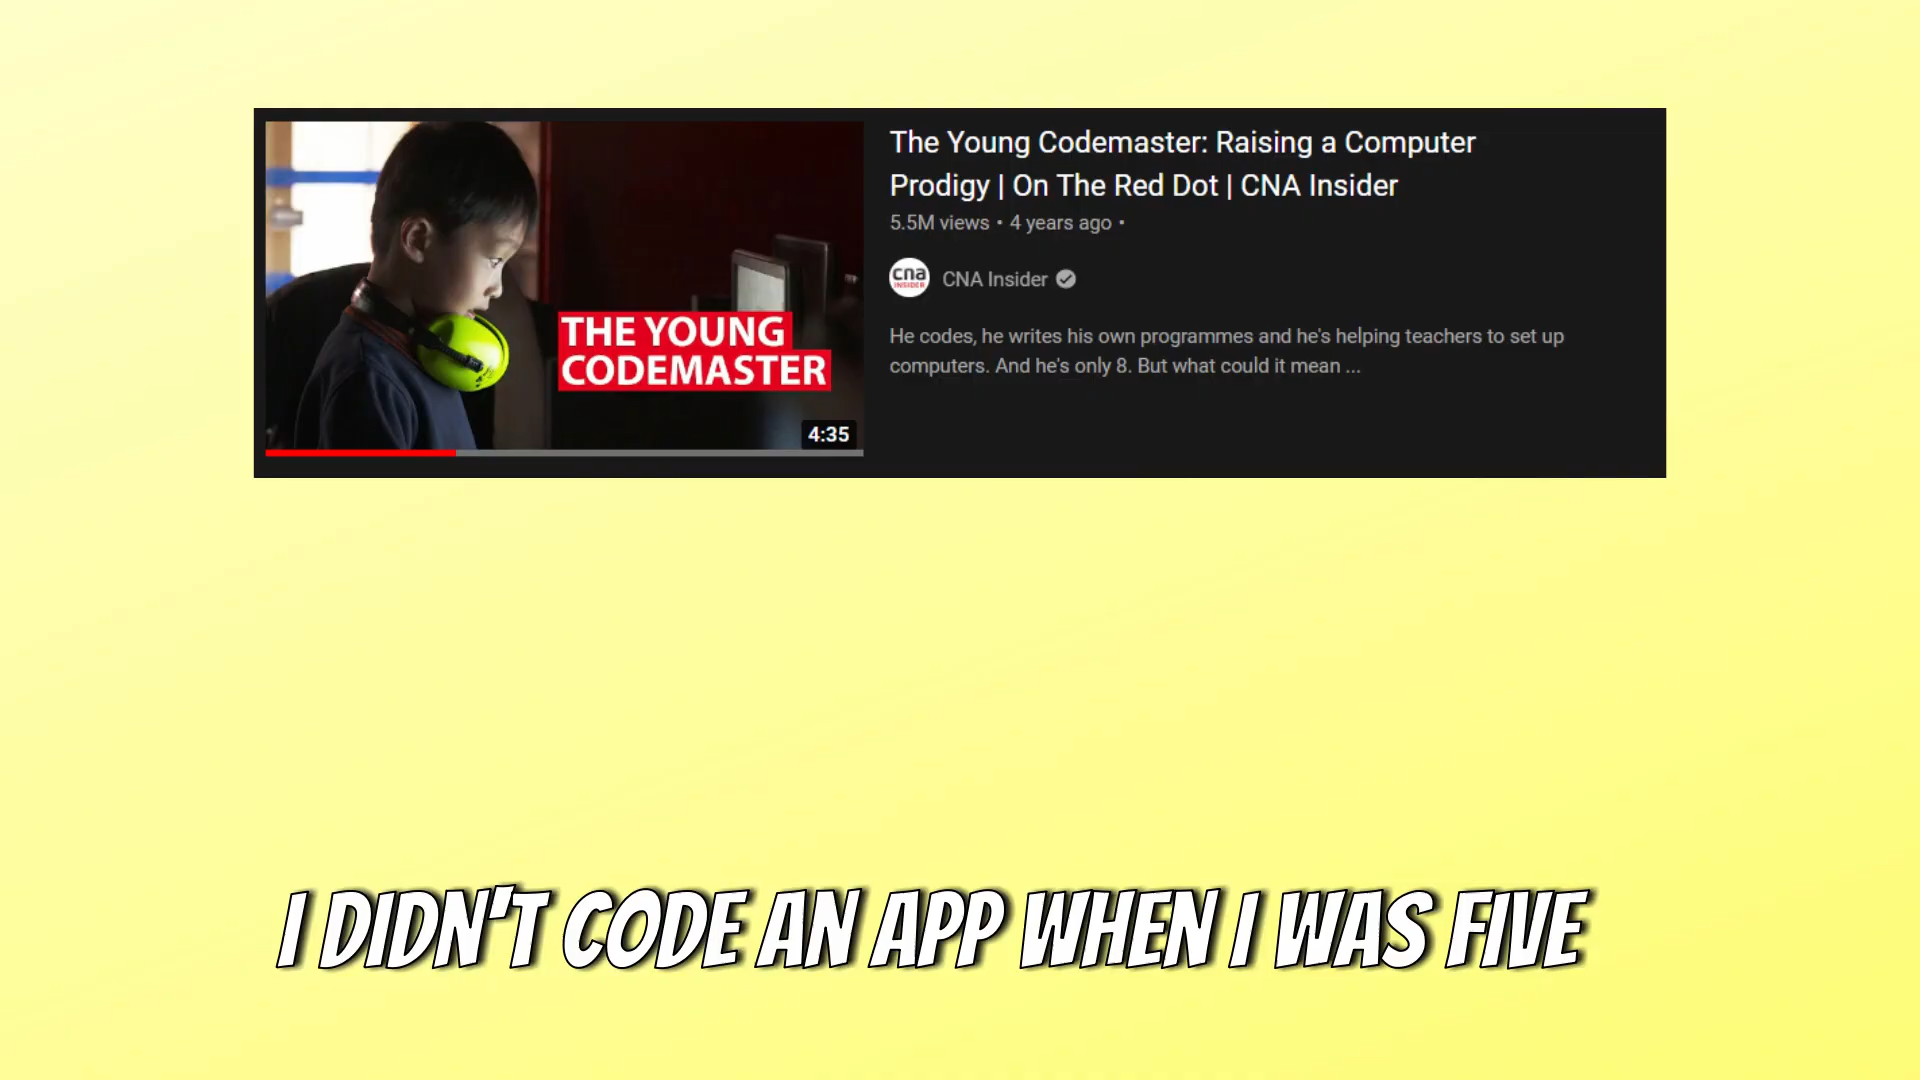 THE YOUNG
CODEMASTER
4:35
The Young Codemaster: Raising a Computer
Prodigy | On The Red Dot | CNA Insider
5.5M views • 4 years ago •
cna
INSIDER
CNA Insider
He codes, he writes his own programmes and he's helping teachers to set up
computers. And he's only 8. But what could it mean ...
I DIDN'T CODE AN APP WHEN I WAS FIVE